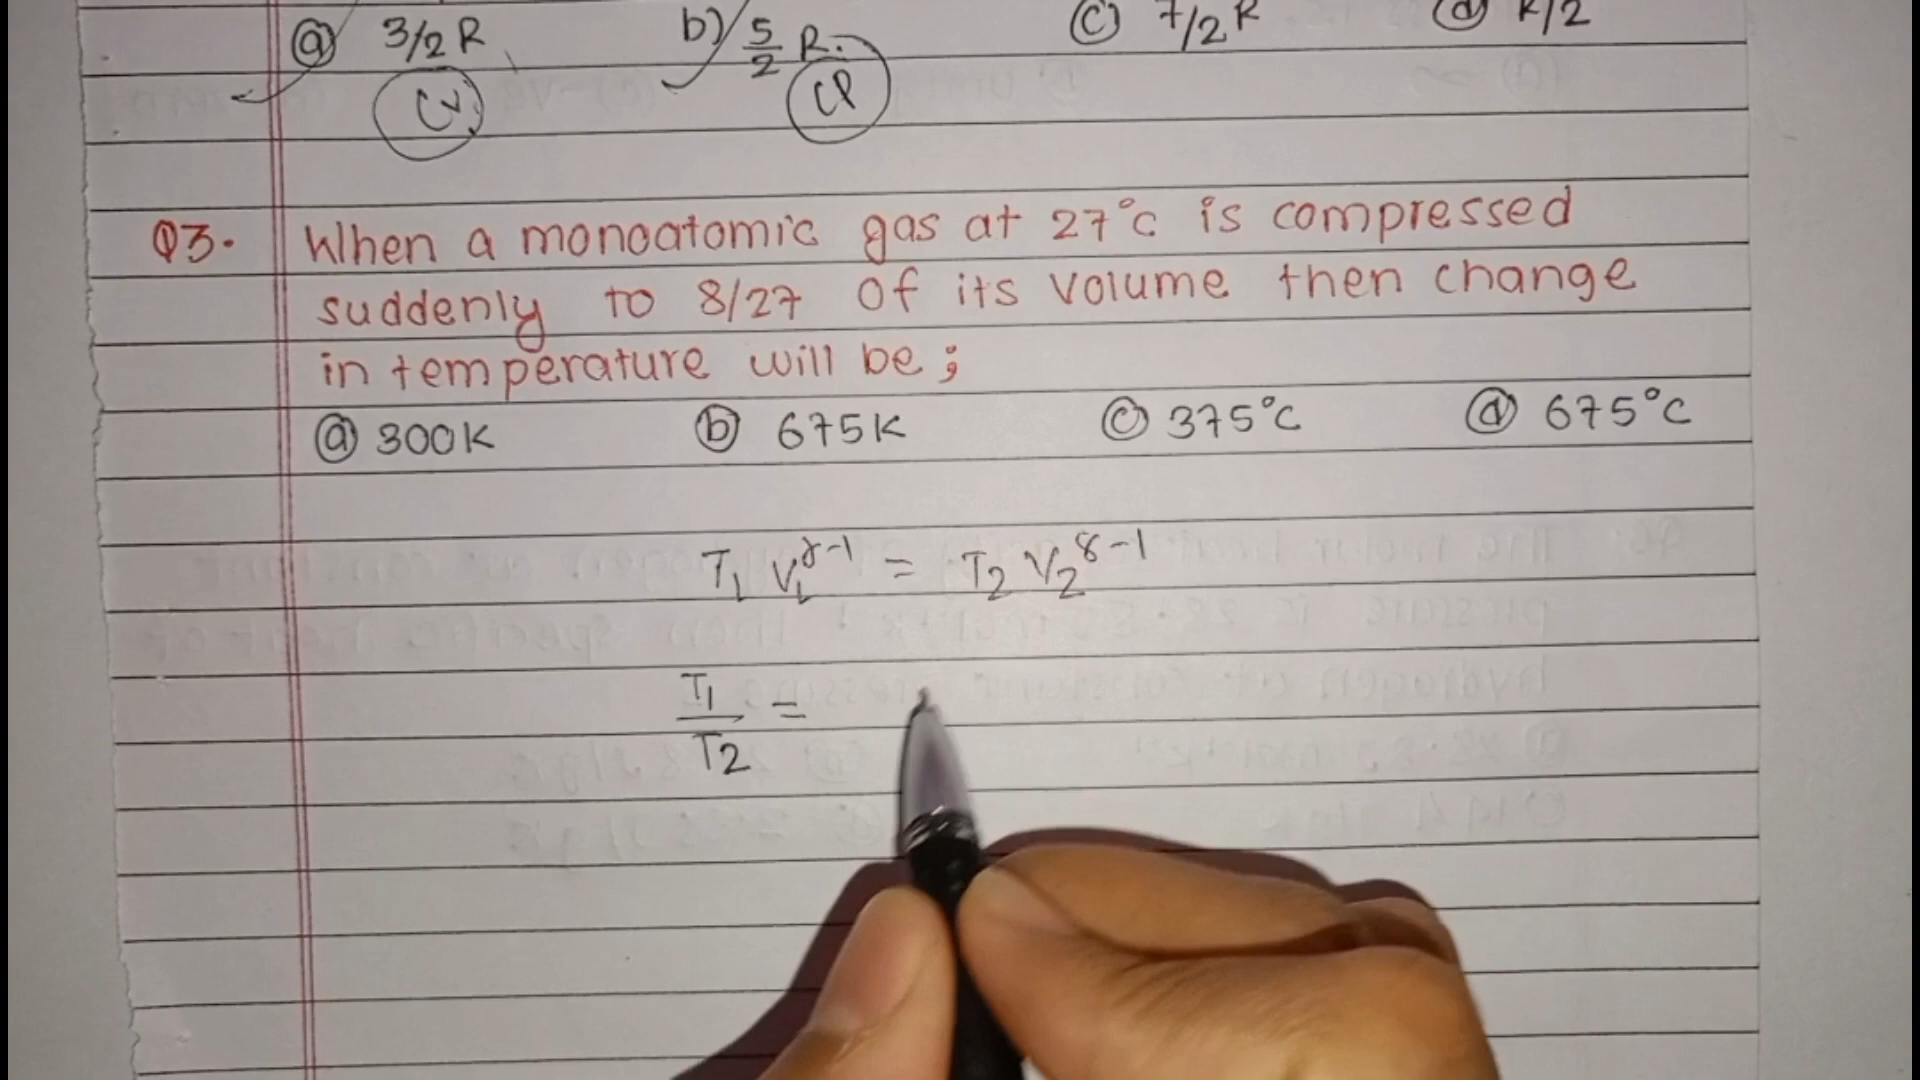 ⓐ 3/2 R b) 5/2 R. ⓒ 7/2 R ⓓ R/2
Cv Cp
Q3. When a monoatomic gas at 27°C is compressed
suddenly to 8/27 of its volume then change
in temperature will be ;
ⓐ 300K ⓑ 675K ⓒ 375°C ⓓ 675°C
T₁ V₁^γ-1 = T₂ V₂^γ-1
T₁/T₂ =